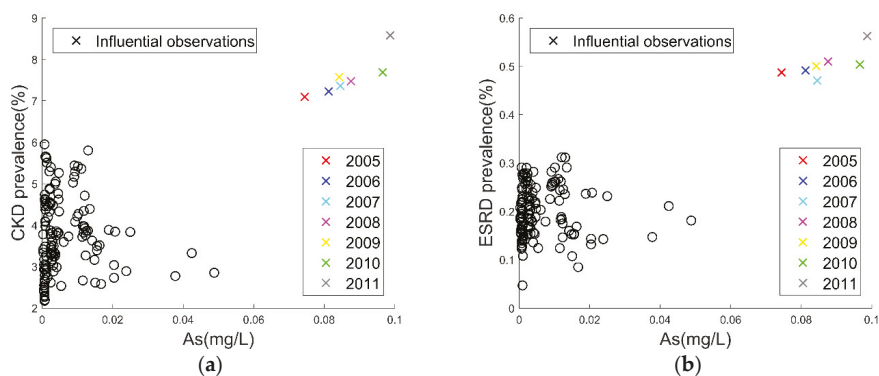 9
8
7
6
5
4
3
2
CKD prevalence(%)
× Influential observations
× 2005
× 2006
× 2007
× 2008
× 2009
× 2010
× 2011
0 0.02 0.04 0.06 0.08 0.1
As(mg/L)
(a)
0.6
0.5
0.4
0.3
0.2
0.1
0
ESRD prevalence(%)
× Influential observations
× 2005
× 2006
× 2007
× 2008
× 2009
× 2010
× 2011
0 0.02 0.04 0.06 0.08 0.1
As(mg/L)
(b)